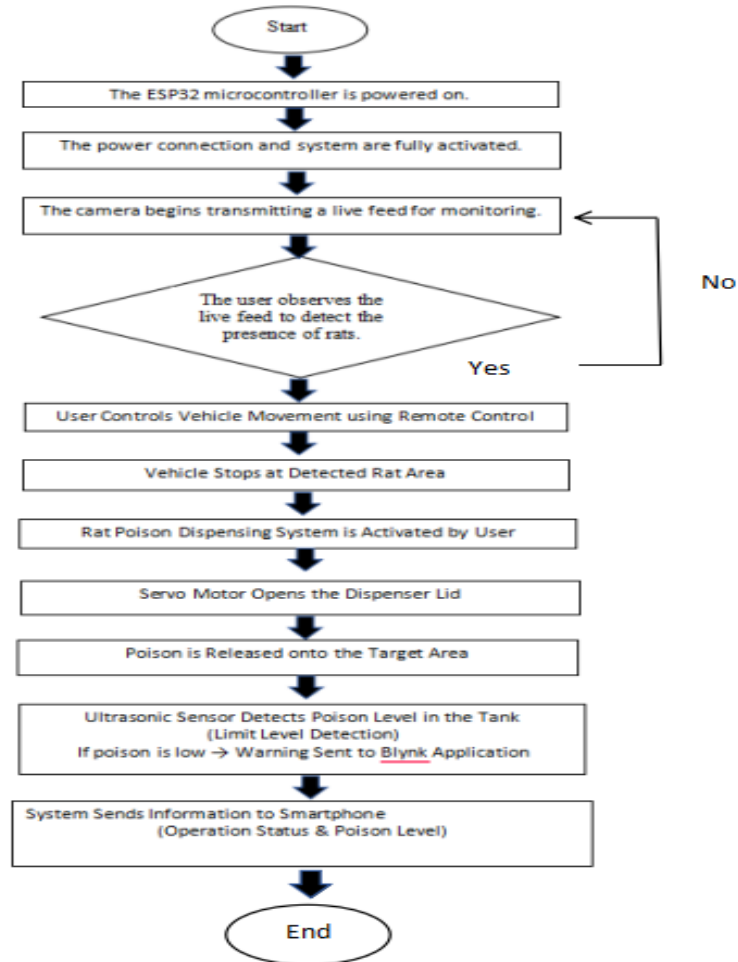 Start
The ESP32 microcontroller is powered on.
The power connection and system are fully activated.
The camera begins transmitting a live feed for monitoring.
No
The user observes the
live feed to detect the
presence of rats.
Yes
User Controls Vehicle Movement using Remote Control
Vehicle Stops at Detected Rat Area
Rat Poison Dispensing System is Activated by User
Servo Motor Opens the Dispenser Lid
Poison is Released onto the Target Area
Ultrasonic Sensor Detects Poison Level in the Tank
(Limit Level Detection)
If poison is low → Warning Sent to Blynk Application
System Sends Information to Smartphone
(Operation Status & Poison Level)
End